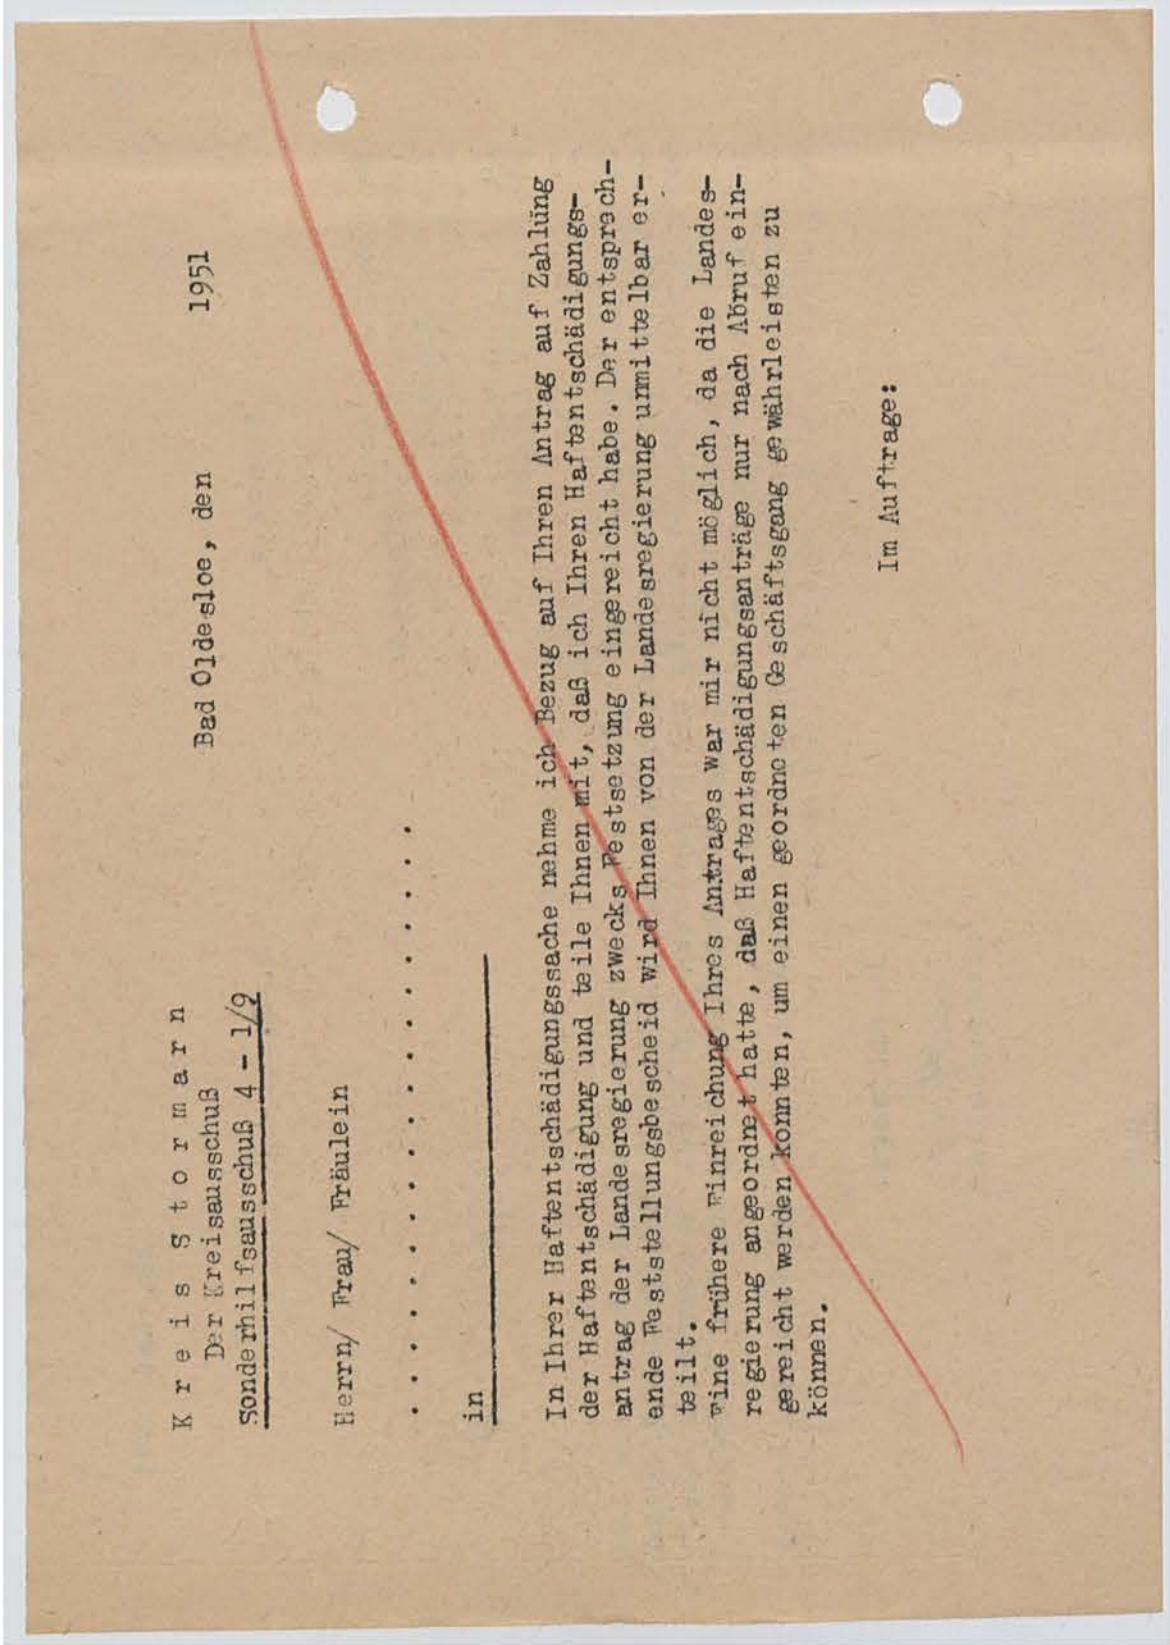 K r e i s  S t o r m a r n
Der Kreisausschuß
Sonderhilfsausschuß 4 - 1/9
Bad Oldesloe, den 1951
Herrn/ Frau/ Fräulein
. . . . . . . . . . . . . . . . . .
in
In Ihrer Haftentschädigungssache nehme ich Bezug auf Ihren Antrag auf Zahlung
der Haftentschädigung und teile Ihnen mit, daß ich Ihren Haftentschädigungs-
antrag der Landesregierung zwecks Festsetzung eingereicht habe. Der entsprech-
ende Feststellungsbescheid wird Ihnen von der Landesregierung unmittelbar er-
teilt.
Eine frühere Einreichung Ihres Antrages war mir nicht möglich, da die Landes-
regierung angeordnet hatte, daß Haftentschädigungsanträge nur nach Abruf ein-
gereicht werden konnten, um einen geordneten Geschäftsgang gewährleisten zu
können.
Im Auftrage: